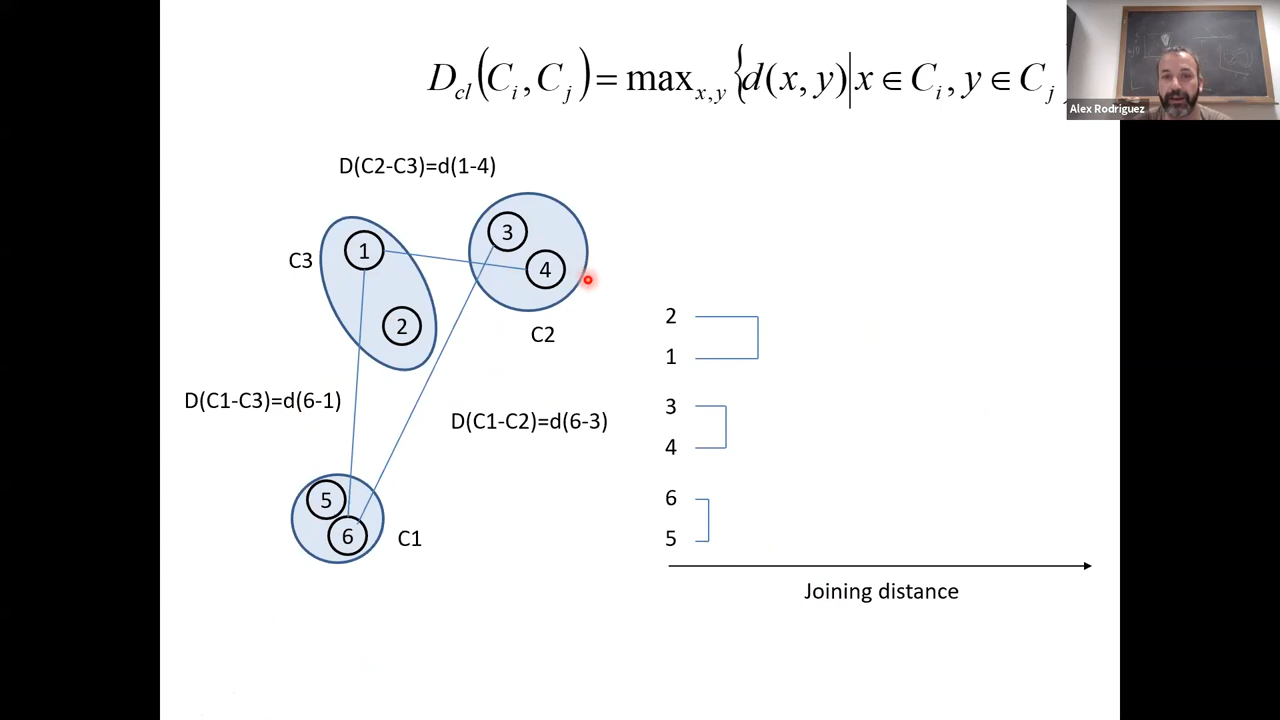 D_cl(C_i, C_j) = max_{x,y} {d(x, y)|x ∈ C_i, y ∈ C_j
Alex Rodriguez
D(C2-C3)=d(1-4)
3
1
C3
4
2
C2
2
1
D(C1-C3)=d(6-1)
D(C1-C2)=d(6-3)
3
4
5
6
C1
6
5
Joining distance